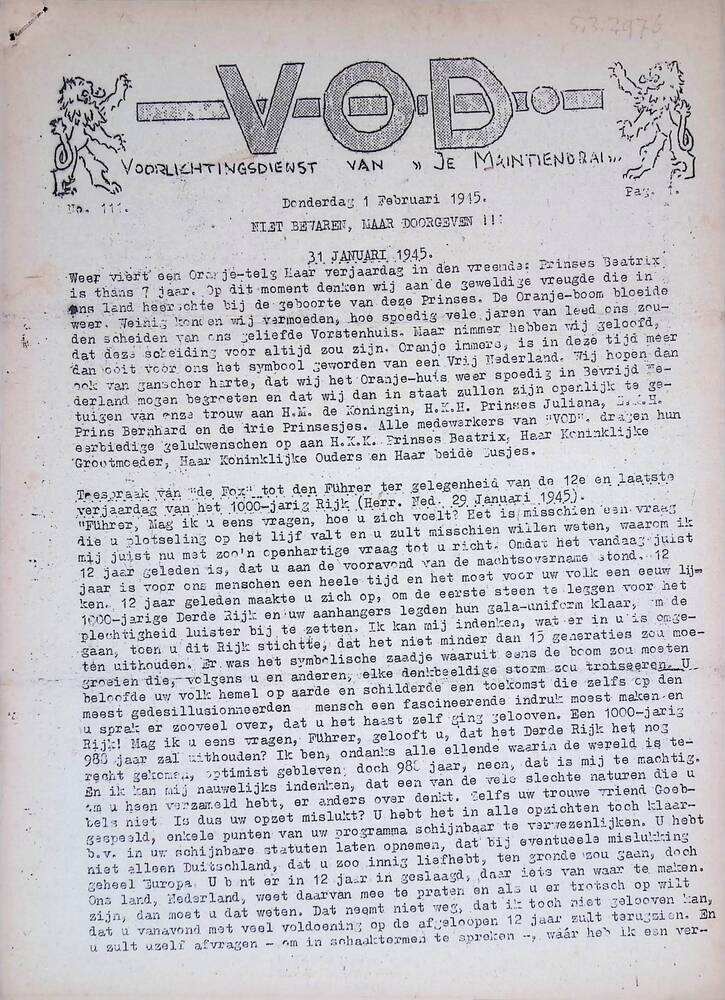 5.3.2976
V-O-D
VOORLICHTINGSDIENST VAN „JE MAINTIENDRAI„
No. 111.
Donderdag 1 Februari 1945.
Pag. 1.
NIET BEWAREN, MAAR DOORGEVEN !!!
31 JANUARI 1945.
Weer viert een Oranje-telg Haar verjaardag in den vreende: Prinses Beatrix
is thans 7 jaar. Op dit moment denken wij aan de geweldige vreugde die in
ons land heerschte bij de geboorte van deze Prinses. De Oranje-boom bloeide
weer. Weinig konden wij vermoeden, hoe spoedig vele jaren van leed ons zou-
den scheiden van ons geliefde Vorstenhuis. Maar nimmer hebben wij geloofd,
dat deze scheiding voor altijd zou zijn. Oranje immers, is in deze tijd meer
dan ooit voor ons het symbool geworden van een Vrij Nederland. Wij hopen dan
ook van ganscher harte, dat wij het Oranje-huis weer spoedig in Bevrijd Ne-
derland mogen begroeten en dat wij dan in staat zullen zijn openlijk te ge-
tuigen van onze trouw aan H.M. de Koningin, H.K.H. Prinses Juliana, Z.K.H.
Prins Bernhard en de drie Prinsesjes. Alle medewerkers van "VOD". dragen hun
eerbiedige gelukwenschen op aan H.K.K. Prinses Beatrix, Haar Koninklijke
Grootmoeder, Haar Koninklijke Ouders en Haar beide Zusjes.
Toespraak van "de Fox" tot den Führer ter gelegenheid van de 12e en laatste
verjaardag van het 1000-jarig Rijk (Herr. Ned. 29 Januari 1945).
"Führer, Mag ik u eens vragen, hoe u zich voelt? Het is misschien een vraag
die u plotseling op het lijf valt en u zult misschien willen weten, waarom ik
mij juist nu met zoo'n openhartige vraag tot u richt. Omdat het vandaag juist
12 jaar geleden is, dat u aan de vooravond van de machtsovername stond. 12
jaar is voor ons menschen een heele tijd en het moet voor uw volk een eeuw lij-
ken. 12 jaar geleden maakte u zich op, om de eerste steen te leggen voor het
1000-jarige Derde Rijk en uw aanhangers legden hun gala-uniform klaar, om de
plechtigheid luister bij te zetten. Ik kan mij indenken, wat er in u is omge-
gaan, toen u dit Rijk stichtte, dat het niet minder dan 15 generaties zou moe-
ten uithouden. Er was het symbolische zaadje waaruit eens de boom zou moeten
groeien die, volgens u en anderen, elke denkbeeldige storm zou trotseeren. U
beloofde uw volk hemel op aarde en schilderde een toekomst die zelfs op den
meest gedesillusionneerden mensch een fascineerende indruk moest maken en
u sprak er zooveel over, dat u het haast zelf ging gelooven. Een 1000-jarig
Rijk! Mag ik u eens vragen, Führer, gelooft u, dat het Derde Rijk het nog
988 jaar zal uithouden? Ik ben, ondanks alle ellende waarin de wereld is te-
recht gekomen, optimist gebleven; doch 988 jaar, neen, dat is mij te machtig.
En ik kan mij nauwelijks indenken, dat een van de vele slechte naturen die u
om u heen verzameld hebt, er anders over denkt. Zelfs uw trouwe vriend Goeb-
bels niet. Is dus uw opzet mislukt? U hebt het in alle opzichten toch klaar-
gespeeld, enkele punten van uw programma schijnbaar te verwezenlijken. U hebt
b.v. in uw schijnbare statuten laten opnemen, dat bij eventueele mislukking
niet alleen Duitschland, dat u zoo innig liefhebt, ten gronde zou gaan, doch
geheel Europa. U bent er in 12 jaar in geslaagd, daar iets van waar te maken.
Ons land, Nederland, weet daarvan mee te praten en als u er trotsch op wilt
zijn, dan moet u dat weten. Dat neemt niet weg, dat ik toch niet gelooven kan,
dat u vanavond met veel voldoening op de afgeloopen 12 jaar zult terugzien. En
u zult uzelf afvragen - om in schaaktermen te spreken -, wáár heb ik een ver-